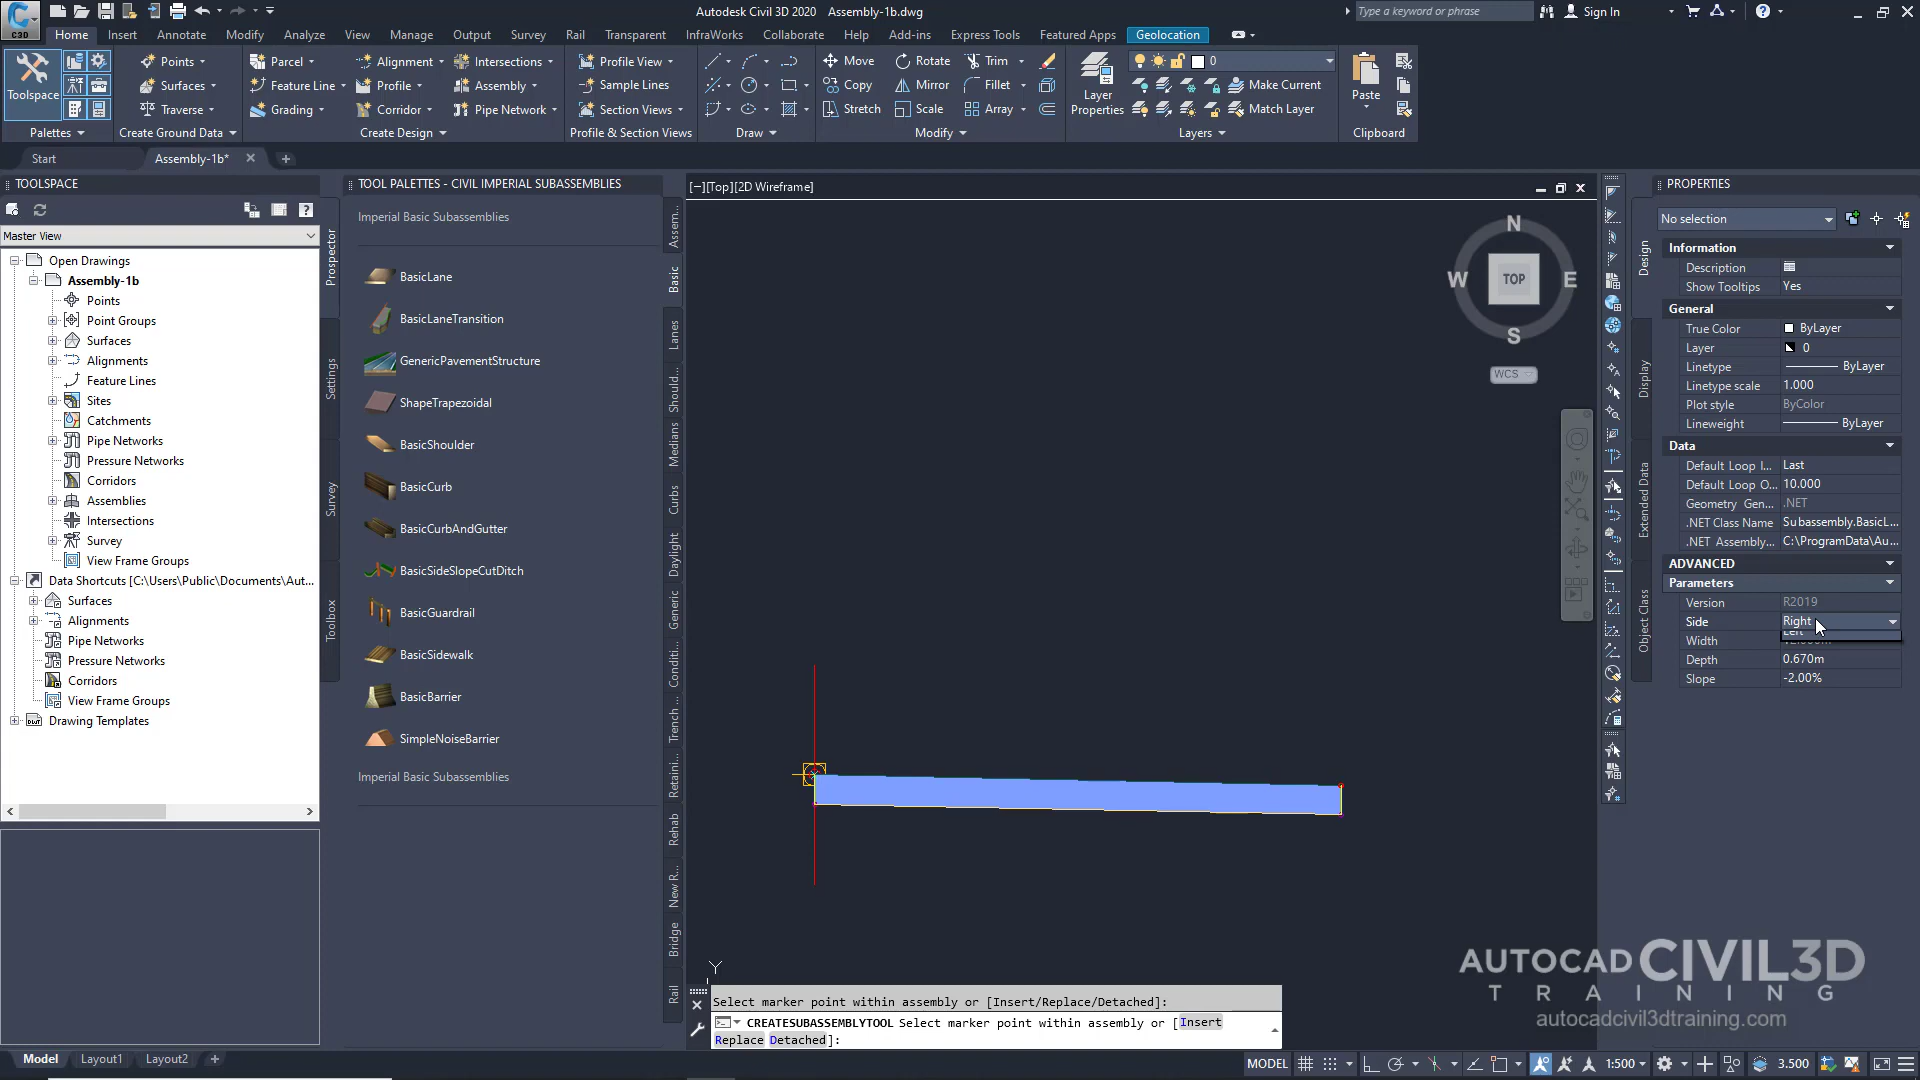 C3D
Autodesk Civil 3D 2020 Assembly-1b.dwg
Type a keyword or phrase
Sign In
Home Insert Annotate Modify Analyze View Manage Output Survey Rail Transparent InfraWorks Collaborate Help Add-ins Express Tools Featured Apps Geolocation
Points Parcel Alignment Intersections Profile View Move Rotate Trim 0
Toolspace Surfaces Feature Line Profile Assembly Sample Lines Copy Mirror Fillet Layer Properties Make Current Paste
Traverse Grading Corridor Pipe Network Section Views Stretch Scale Array Match Layer
Palettes Create Ground Data Create Design Profile & Section Views Draw Modify Layers Clipboard
Start Assembly-1b*
TOOLSPACE
Master View
Open Drawings
Assembly-1b
Points
Point Groups
Surfaces
Alignments
Feature Lines
Sites
Catchments
Pipe Networks
Pressure Networks
Corridors
Assemblies
Intersections
Survey
View Frame Groups
Data Shortcuts [C:\Users\Public\Documents\Aut...
Surfaces
Alignments
Pipe Networks
Pressure Networks
Corridors
View Frame Groups
Drawing Templates
Prospector
Settings
Survey
Toolbox
TOOL PALETTES - CIVIL IMPERIAL SUBASSEMBLIES
Imperial Basic Subassemblies
BasicLane
BasicLaneTransition
GenericPavementStructure
ShapeTrapezoidal
BasicShoulder
BasicCurb
BasicCurbAndGutter
BasicSideSlopeCutDitch
BasicGuardrail
BasicSidewalk
BasicBarrier
SimpleNoiseBarrier
Imperial Basic Subassemblies
Assem...
Basic
Lanes
Should...
Medians
Curbs
Daylight
Generic
Conditi...
Trench ...
Retaini...
Rehab
New R...
Bridge
Rail
[−][Top][2D Wireframe]
N
W TOP E
S
WCS
Y
Select marker point within assembly or [Insert/Replace/Detached]:
CREATESUBASSEMBLYTOOL Select marker point within assembly or [Insert
Replace Detached]:
PROPERTIES
No selection
Information
Description
Show Tooltips Yes
General
True Color ByLayer
Layer 0
Linetype ByLayer
Linetype scale 1.000
Plot style ByColor
Lineweight ByLayer
Data
Default Loop I... Last
Default Loop O... 10.000
Geometry Gen... .NET
.NET Class Name Subassembly.BasicL...
.NET Assembly... C:\ProgramData\Au...
ADVANCED
Parameters
Version R2019
Side Right
Left
Width
Depth 0.670m
Slope -2.00%
Design
Display
Extended Data
Object Class
AUTOCAD CIVIL3D
TRAINING
autocadcivil3dtraining.com
Model Layout1 Layout2
MODEL 1:500 3.500